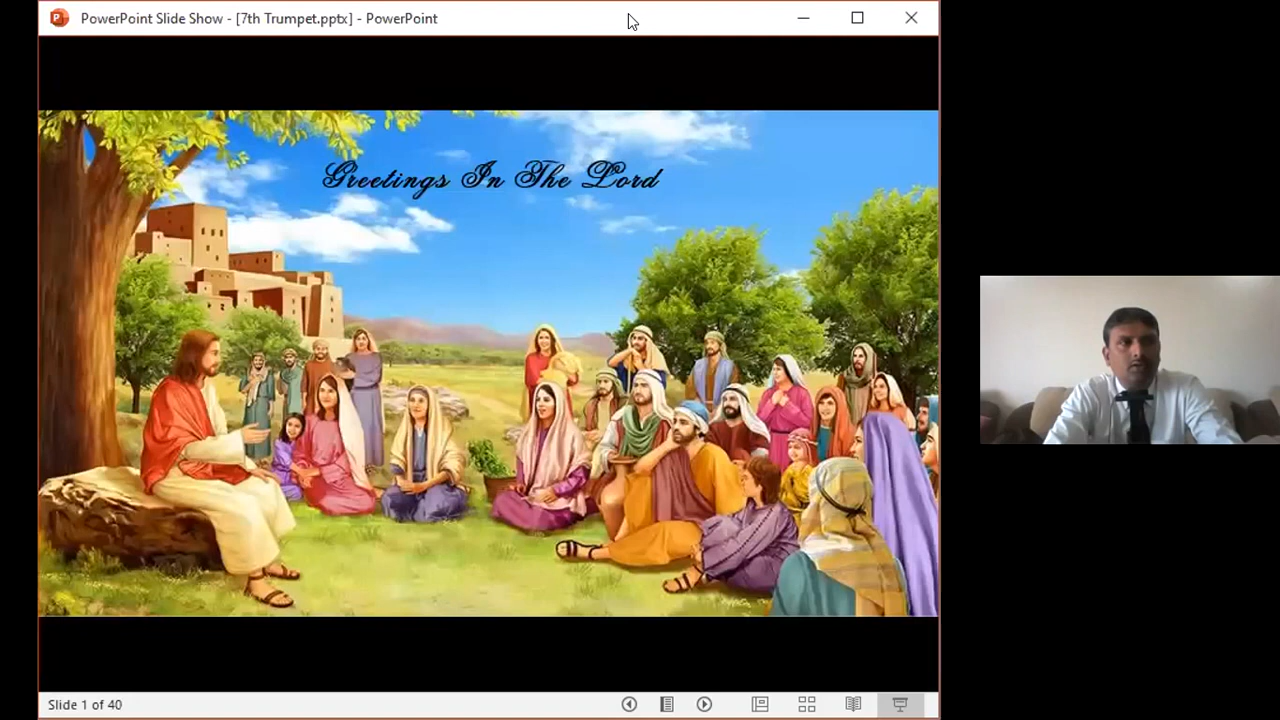 PowerPoint Slide Show - [7th Trumpet.pptx] - PowerPoint
Greetings In The Lord
Slide 1 of 40